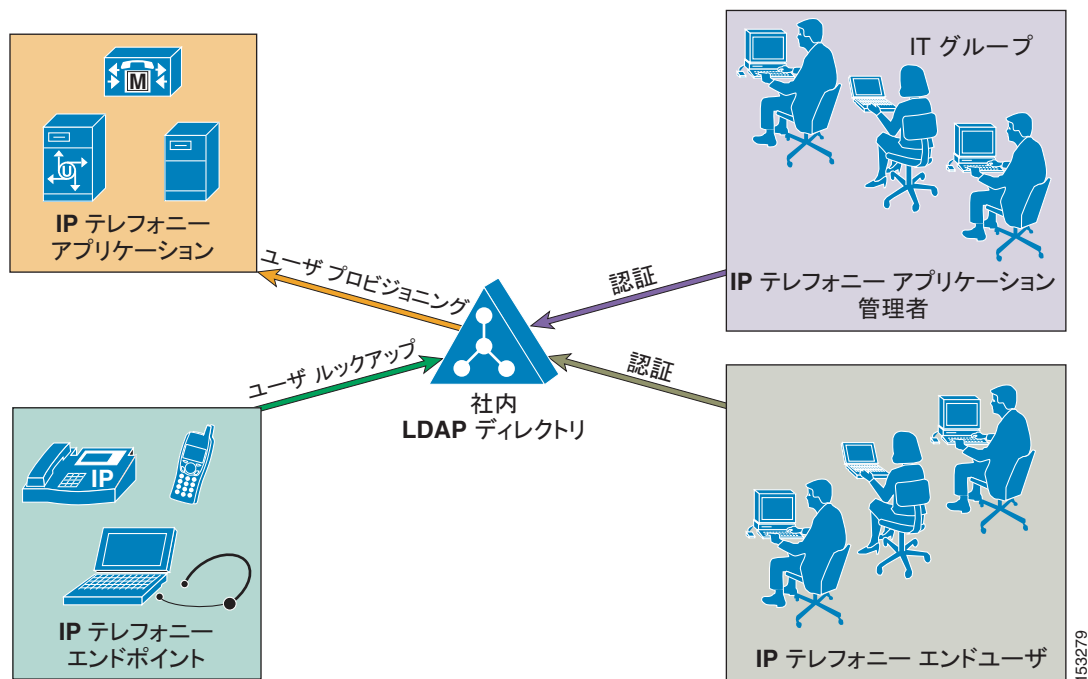 IT グループ
M
U
IP テレフォニー
アプリケーション
ユーザ プロビジョニング
認証
IP テレフォニー アプリケーション
管理者
ユーザ ルックアップ
認証
社内
LDAP ディレクトリ
IP
IP テレフォニー
エンドポイント
IP テレフォニー エンドユーザ
153279